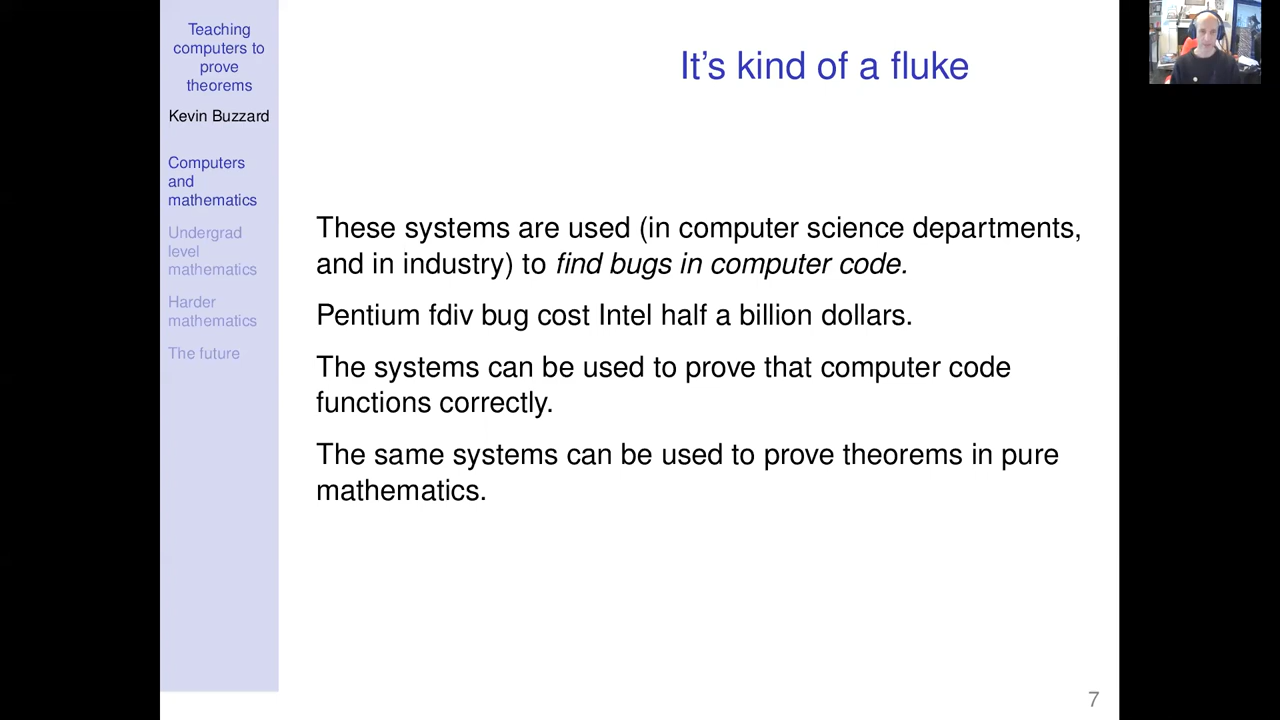 Teaching
computers to
prove
theorems
Kevin Buzzard
Computers
and
mathematics
Undergrad
level
mathematics
Harder
mathematics
The future
It's kind of a fluke
These systems are used (in computer science departments,
and in industry) to find bugs in computer code.
Pentium fdiv bug cost Intel half a billion dollars.
The systems can be used to prove that computer code
functions correctly.
The same systems can be used to prove theorems in pure
mathematics.
7